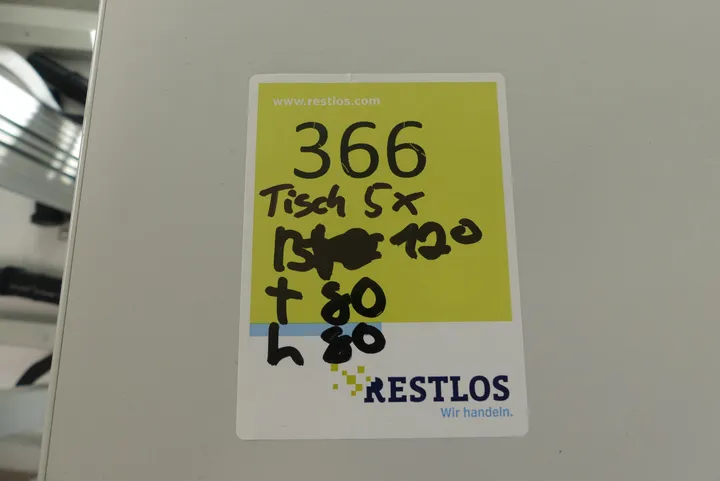 www.restlos.com
366
Tisch 5x
B 120
t 80
h 80
RESTLOS
Wir handeln.